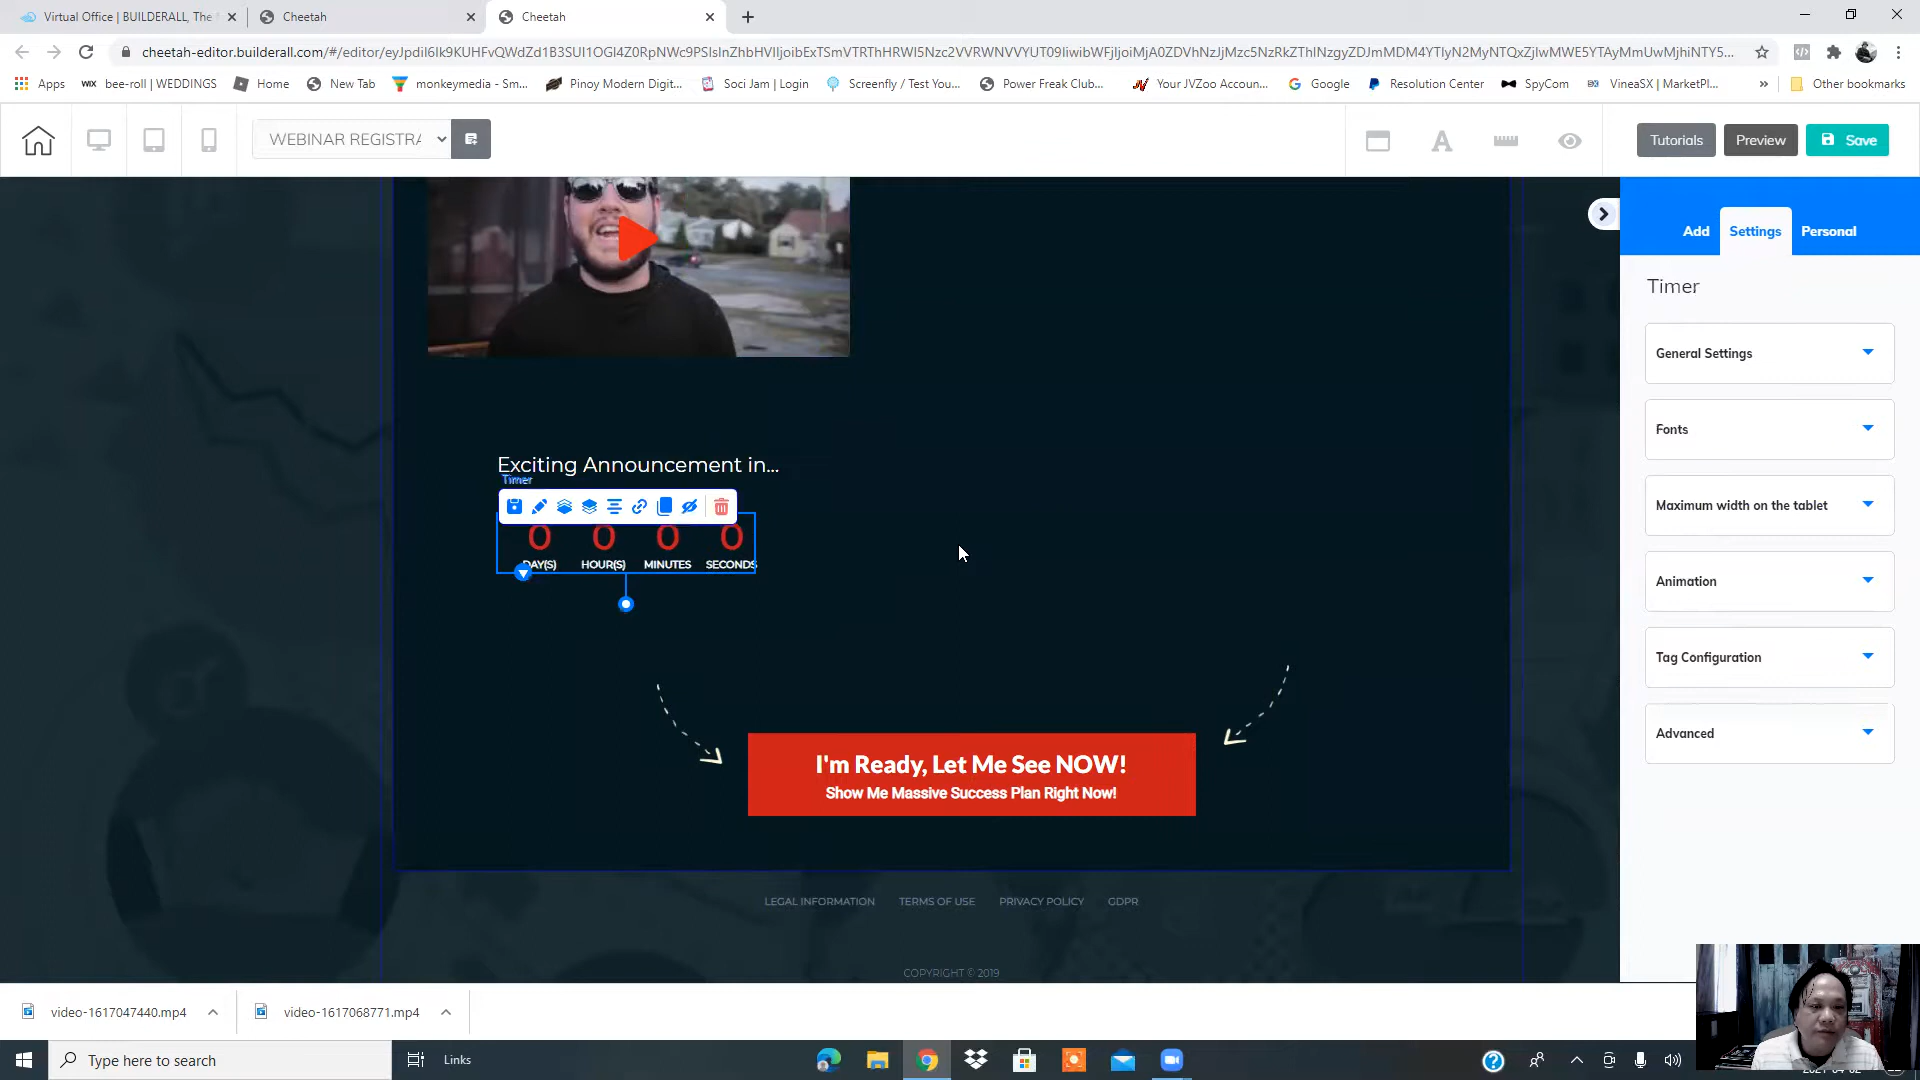 Virtual Office | BUILDERALL, The
Cheetah
Cheetah
cheetah-editor.builderall.com/#/editor/
Apps
WIX bee-roll | WEDDINGS
Home
New Tab
monkeymedia - Sm...
Pinoy Modern Digit...
Soci Jam | Login
Screenfly / Test You...
Power Freak Club...
Your JVZoo Accoun...
Google
Resolution Center
SpyCom
VineaSX | MarketPl...
»
Other bookmarks
WEBINAR REGISTRA
Tutorials
Preview
Save
Add
Settings
Personal
Timer
General Settings
Fonts
Maximum width on the tablet
Animation
Tag Configuration
Advanced
Exciting Announcement in...
Timer
0 0 0 0
DAY(S) HOUR(S) MINUTES SECONDS
I'm Ready, Let Me See NOW!
Show Me Massive Success Plan Right Now!
LEGAL INFORMATION TERMS OF USE PRIVACY POLICY GDPR
COPYRIGHT © 2019
video-1617047440.mp4
video-1617068771.mp4
Type here to search
Links